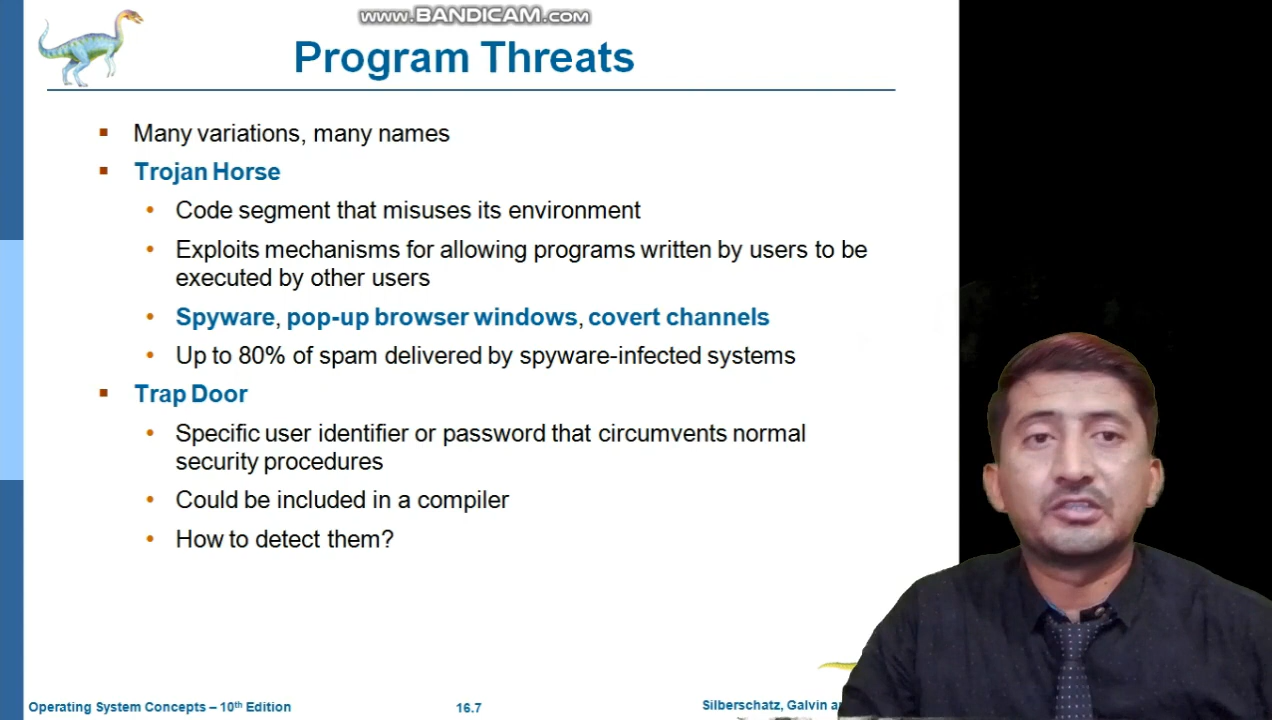 www.BANDICAM.com
Program Threats
▪ Many variations, many names
▪ Trojan Horse
• Code segment that misuses its environment
• Exploits mechanisms for allowing programs written by users to be
executed by other users
• Spyware, pop-up browser windows, covert channels
• Up to 80% of spam delivered by spyware-infected systems
▪ Trap Door
• Specific user identifier or password that circumvents normal
security procedures
• Could be included in a compiler
• How to detect them?
Operating System Concepts – 10th Edition
16.7
Silberschatz, Galvin